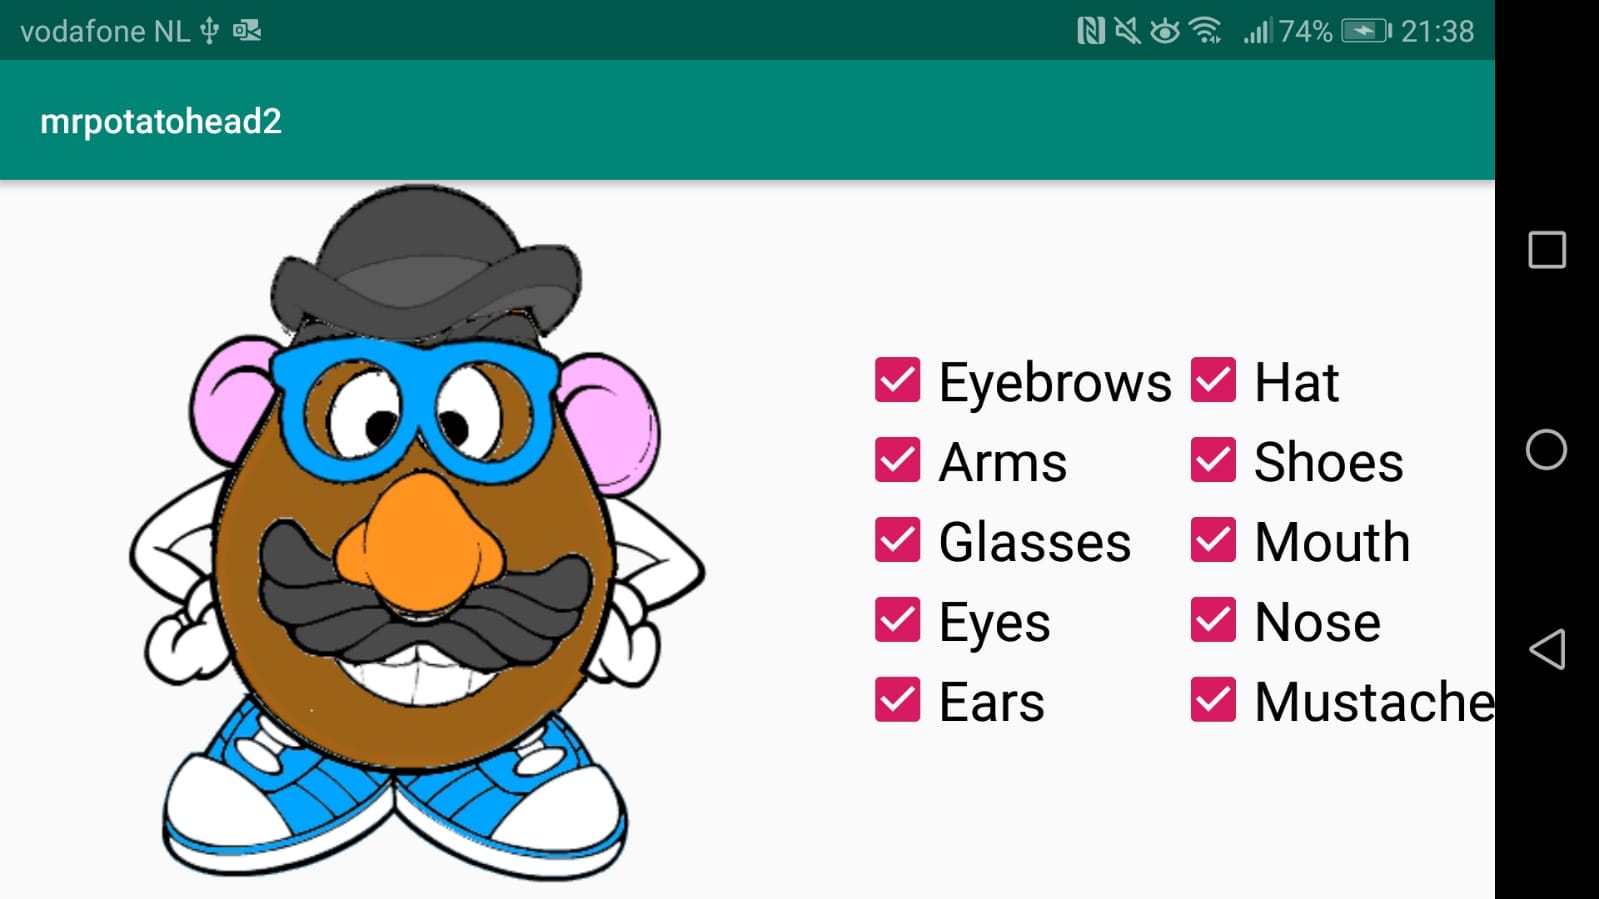 vodafone NL 74% 21:38
mrpotatohead2
Eyebrows Hat
Arms Shoes
Glasses Mouth
Eyes Nose
Ears Mustache